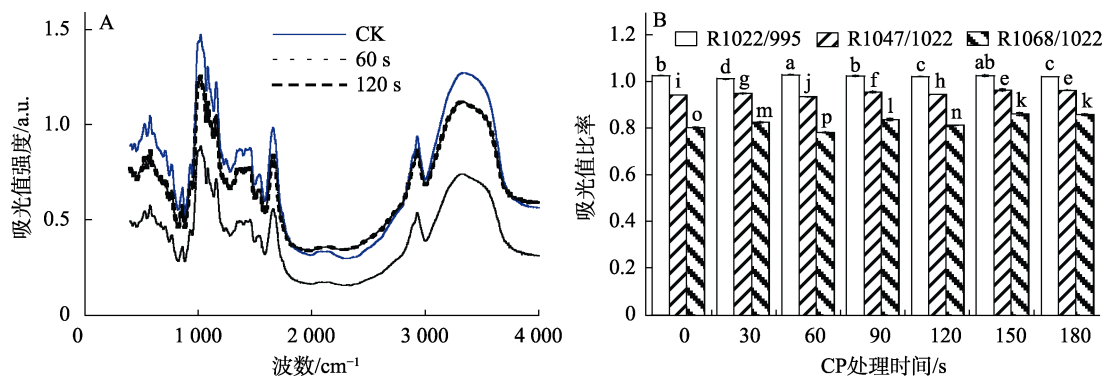 A
CK
60 s
120 s
吸光值强度/a.u.
1.5
1.0
0.5
0
0 1 000 2 000 3 000 4 000
波数/cm⁻¹
B
R1022/995 R1047/1022 R1068/1022
吸光值比率
1.2
1.0
0.8
0.6
0.4
0.2
0
b i o d g m a j p b f l c h n ab e k c e k
0 30 60 90 120 150 180
CP处理时间/s